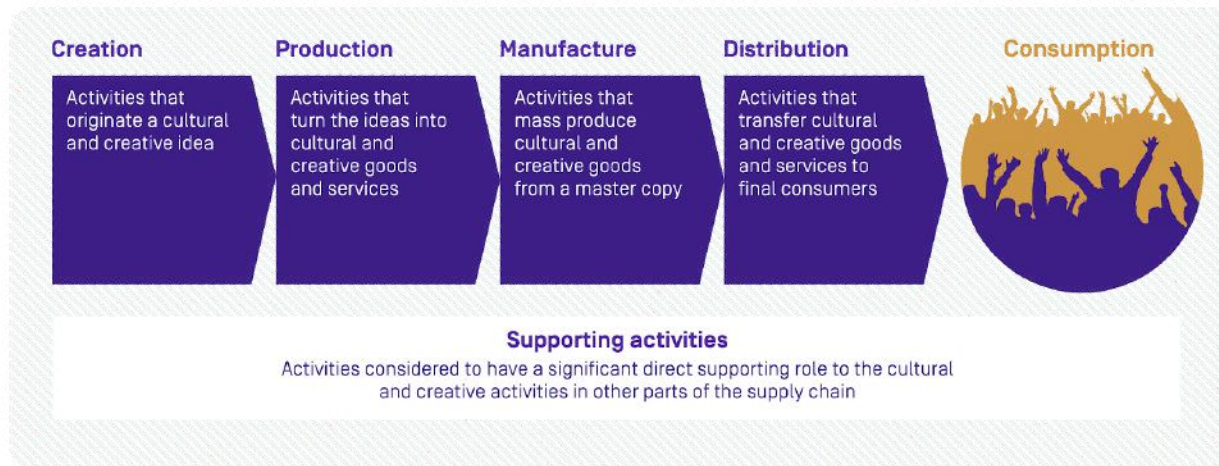 Creation
Activities that
originate a cultural
and creative idea
Production
Activities that
turn the ideas into
cultural and
creative goods
and services
Manufacture
Activities that
mass produce
cultural and
creative goods
from a master copy
Distribution
Activities that
transfer cultural
and creative goods
and services to
final consumers
Consumption
Supporting activities
Activities considered to have a significant direct supporting role to the cultural
and creative activities in other parts of the supply chain